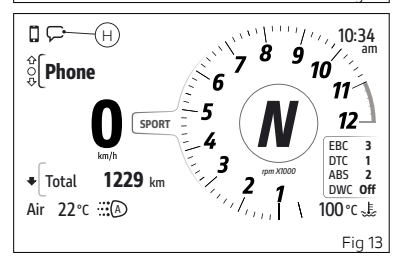 H
10:34
am
Phone
8 9
7 10
6 11
5 12
4
3
2 1
N
rpm X1000
0
km/h
SPORT
EBC 3
DTC 1
ABS 2
DWC Off
Total 1229 km
Air 22°c A
100°c
Fig 13